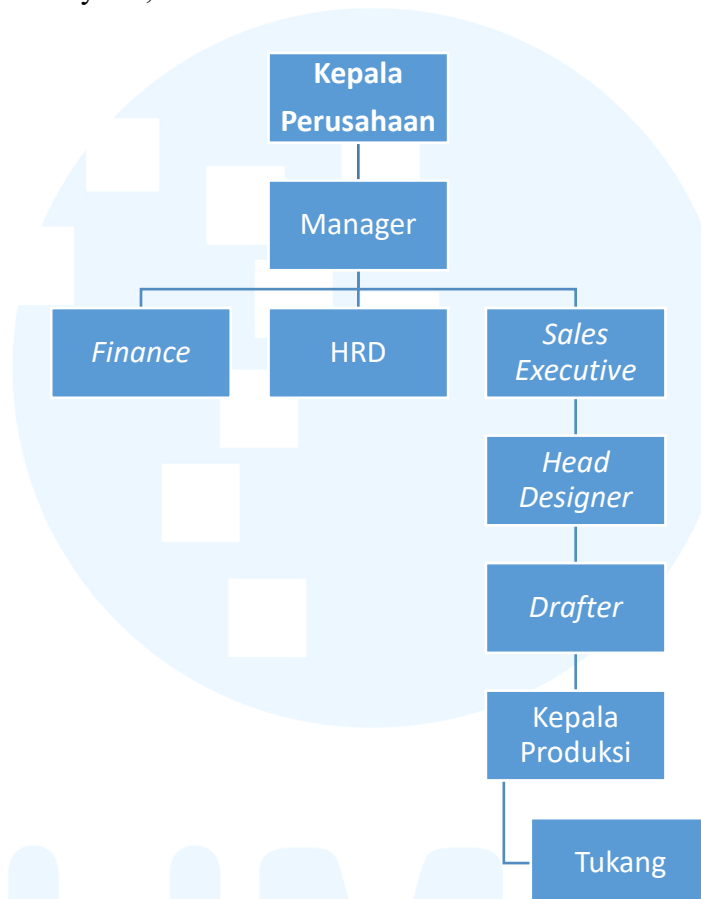 Kepala
Perusahaan
Manager
Finance
HRD
Sales
Executive
Head
Designer
Drafter
Kepala
Produksi
Tukang